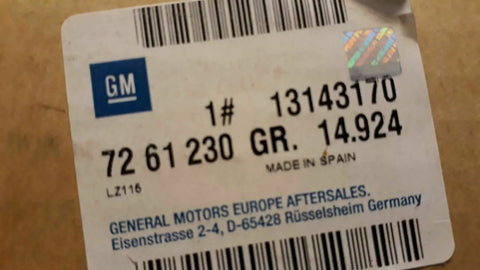 GM
1# 13143170
72 61 230 GR. 14.924
MADE IN SPAIN
LZ116
GENERAL MOTORS EUROPE AFTERSALES.
Eisenstrasse 2-4, D-65428 Rüsselsheim Germany